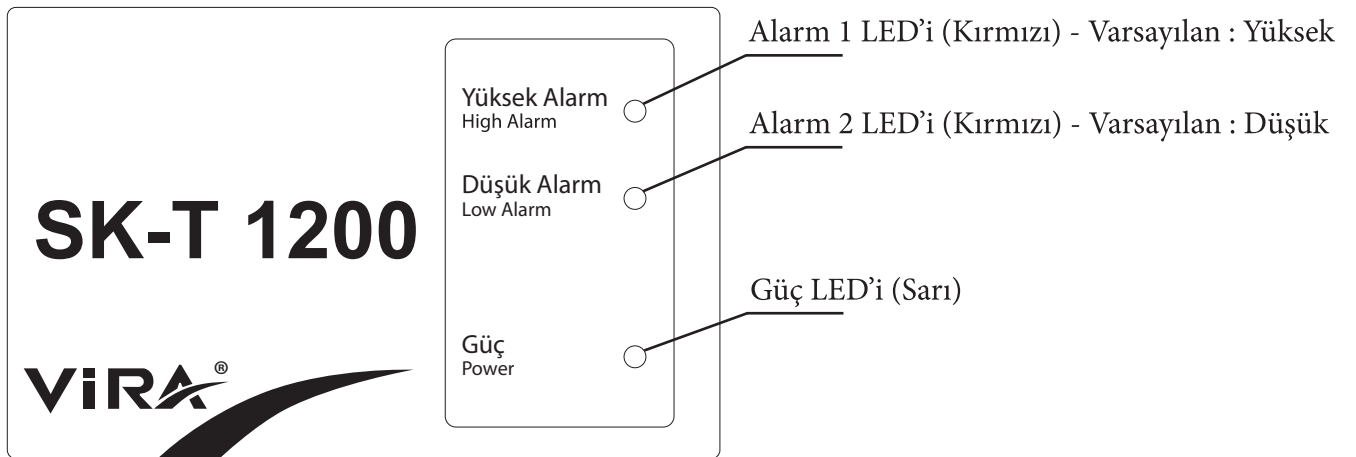 Alarm 1 LED’i (Kırmızı) - Varsayılan : Yüksek
Yüksek Alarm
High Alarm
Alarm 2 LED’i (Kırmızı) - Varsayılan : Düşük
Düşük Alarm
Low Alarm
SK-T 1200
Güç LED’i (Sarı)
Güç
Power
ViRA®